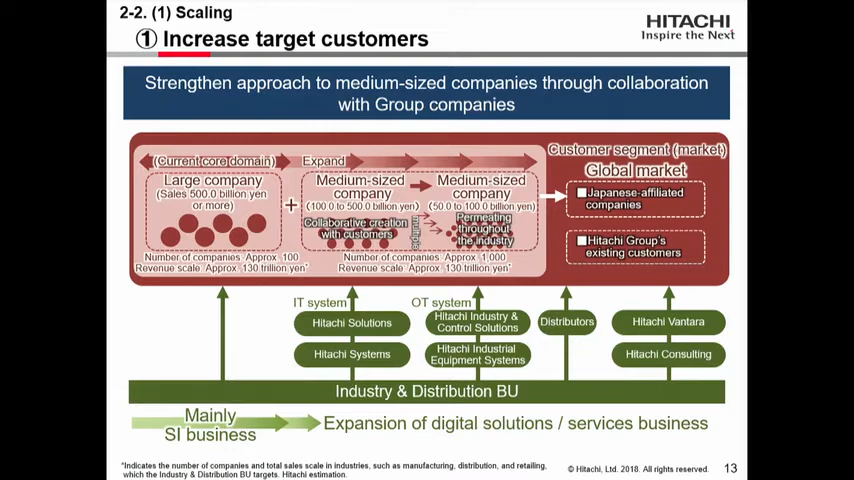 2-2. (1) Scaling
① Increase target customers
HITACHI
Inspire the Next
Strengthen approach to medium-sized companies through collaboration
with Group companies
(Current core domain)
Expand
Customer segment (market)
Global market
Large company
(Sales 500.0 billion yen
or more)
+
Medium-sized
company
(100.0 to 500.0 billion yen)
Medium-sized
company
(50.0 to 100.0 billion yen)
Collaborative creation
with customers
multiple
Permeating
throughout
the industry
Number of companies: Approx. 100
Revenue scale: Approx. 130 trillion yen*
Number of companies: Approx. 1,000
Revenue scale: Approx. 130 trillion yen*
■Japanese-affiliated
companies
■Hitachi Group's
existing customers
IT system
OT system
Hitachi Solutions
Hitachi Systems
Hitachi Industry &
Control Solutions
Hitachi Industrial
Equipment Systems
Distributors
Hitachi Vantara
Hitachi Consulting
Industry & Distribution BU
Mainly
SI business
Expansion of digital solutions / services business
*Indicates the number of companies and total sales scale in industries, such as manufacturing, distribution, and retailing,
which the Industry & Distribution BU targets. Hitachi estimation.
© Hitachi, Ltd. 2018. All rights reserved.
13